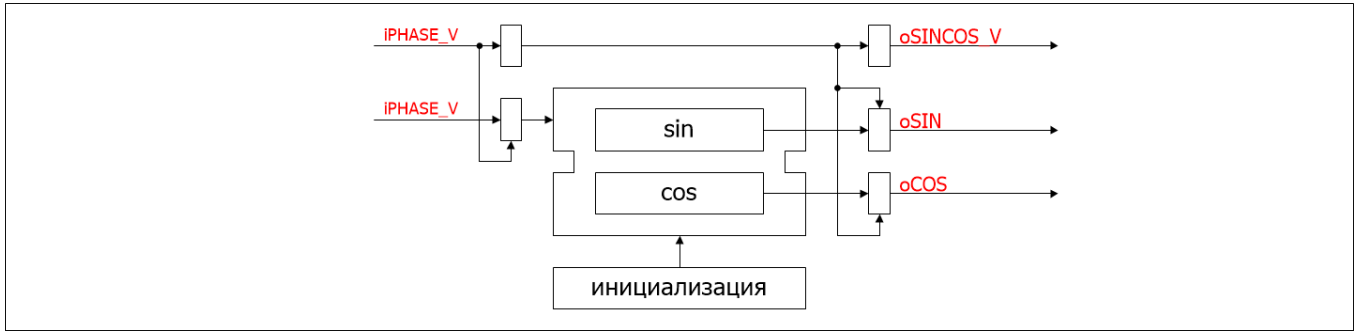 iPHASE_V
oSINCOS_V
iPHASE_V
oSIN
sin
oCOS
cos
инициализация